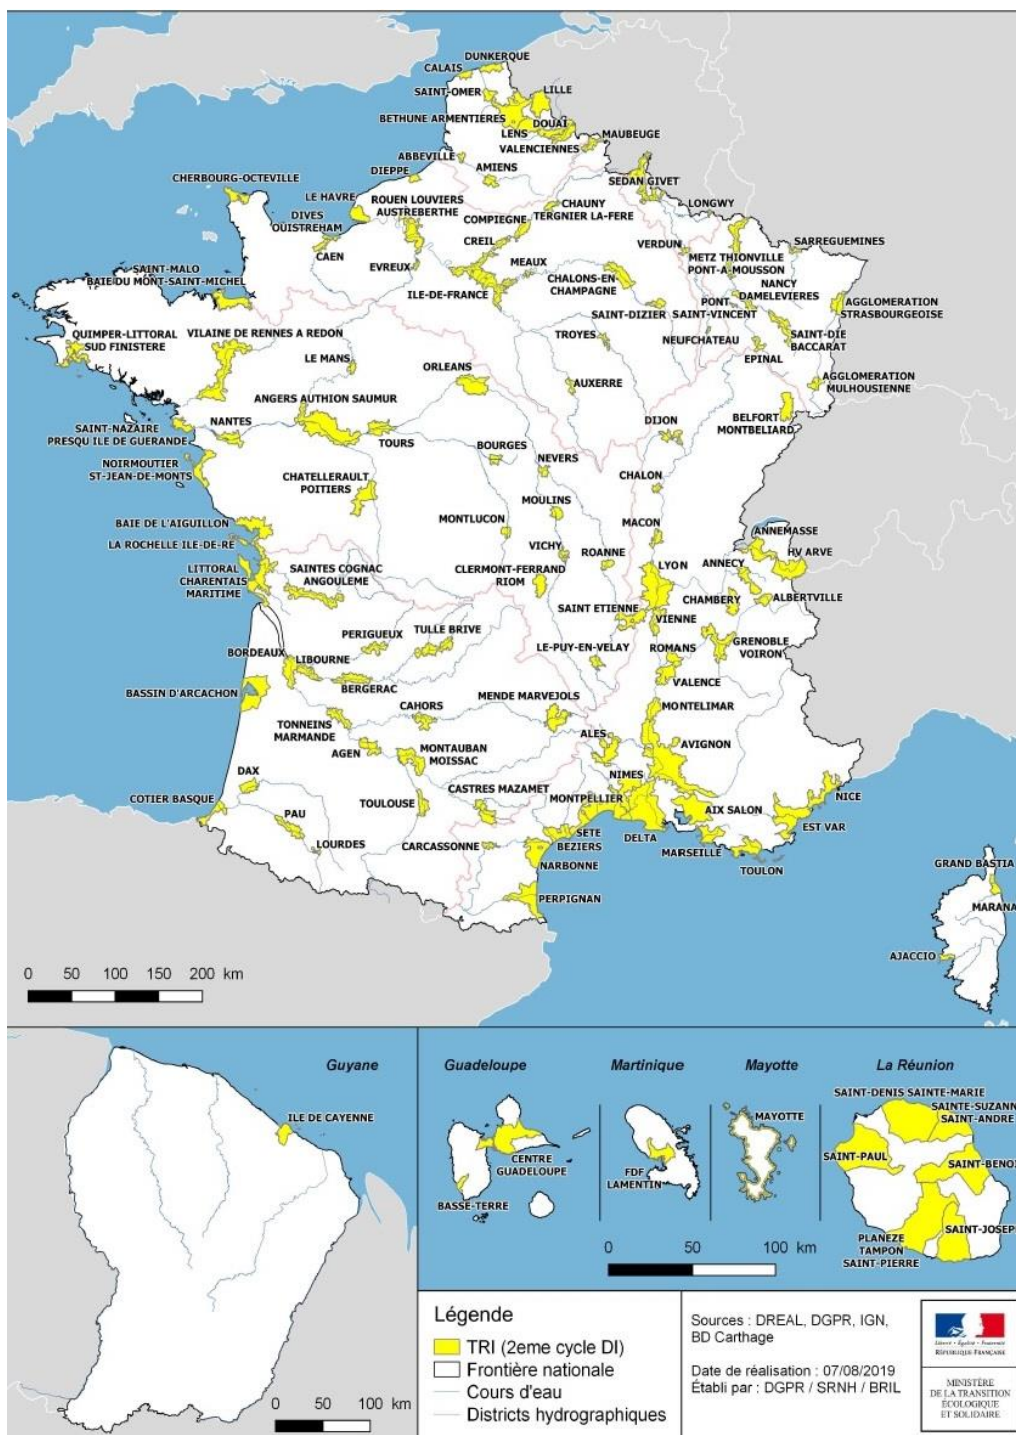 DUNKERQUE
CALAIS
SAINT-OMER
LILLE
BETHUNE ARMENTIERES
DOUAI
LENS
MAUBEUGE
VALENCIENNES
ABBEVILLE
DIEPPE
AMIENS
CHERBOURG-OCTEVILLE
SEDAN GIVET
LE HAVRE
ROUEN LOUVIERS
AUSTREBERTHE
CHAUNY
TERGNIER LA-FERE
LONGWY
COMPIEGNE
DIVES
OUISTREHAM
CREIL
VERDUN
SARREGUEMINES
CAEN
EVREUX
MEAUX
METZ THIONVILLE
PONT-A-MOUSSON
SAINT-MALO
BAIE DU MONT-SAINT-MICHEL
CHALONS-EN
CHAMPAGNE
NANCY
DAMELEVIERES
ILE-DE-FRANCE
PONT
SAINT-VINCENT
AGGLOMERATION
STRASBOURGEOISE
SAINT-DIZIER
QUIMPER-LITTORAL
SUD FINISTERE
VILAINE DE RENNES A REDON
TROYES
NEUFCHATEAU
SAINT-DIE
BACCARAT
LE MANS
EPINAL
ORLEANS
AUXERRE
AGGLOMERATION
MULHOUSIENNE
ANGERS AUTHION SAUMUR
SAINT-NAZAIRE
PRESQU ILE DE GUERANDE
NANTES
TOURS
DIJON
BELFORT
MONTBELIARD
BOURGES
NEVERS
NOIRMOUTIER
ST-JEAN-DE-MONTS
CHATELLERAULT
POITIERS
CHALON
MOULINS
BAIE DE L'AIGUILLON
MONTLUCON
MACON
ANNEMASSE
LA ROCHELLE ILE-DE-RE
VICHY
ROANNE
HV ARVE
LITTORAL
CHARENTAIS
MARITIME
SAINTES COGNAC
ANGOULEME
CLERMONT-FERRAND
RIOM
LYON
ANNECY
CHAMBERY
ALBERTVILLE
SAINT ETIENNE
VIENNE
PERIGUEUX
TULLE BRIVE
GRENOBLE
VOIRON
BORDEAUX
LIBOURNE
LE-PUY-EN-VELAY
ROMANS
BERGERAC
VALENCE
BASSIN D'ARCACHON
CAHORS
MENDE MARVEJOLS
MONTELIMAR
TONNEINS
MARMANDE
ALES
AVIGNON
AGEN
MONTAUBAN
MOISSAC
DAX
NIMES
CASTRES MAZAMET
COTIER BASQUE
TOULOUSE
MONTPELLIER
NICE
PAU
AIX SALON
EST VAR
SETE
DELTA
LOURDES
CARCASSONNE
BEZIERS
MARSEILLE
NARBONNE
TOULON
GRAND BASTIA
PERPIGNAN
MARANA
AJACCIO
0 50 100 150 200 km
Guyane
ILE DE CAYENNE
0 50 100 km
Guadeloupe
Martinique
Mayotte
La Réunion
SAINT-DENIS SAINTE-MARIE
SAINTE-SUZANN
SAINT-ANDRE
MAYOTTE
CENTRE
GUADELOUPE
SAINT-PAUL
SAINT-BENOI
FDF
LAMENTIN
BASSE-TERRE
SAINT-JOSEPH
PLANEZE
TAMPON
SAINT-PIERRE
0 50 100 km
Légende
TRI (2eme cycle DI)
Frontière nationale
Cours d'eau
Districts hydrographiques
Sources : DREAL, DGPR, IGN,
BD Carthage
Date de réalisation : 07/08/2019
Établi par : DGPR / SRNH / BRIL
Liberté • Égalité • Fraternité
RÉPUBLIQUE FRANÇAISE
MINISTÈRE
DE LA TRANSITION
ÉCOLOGIQUE
ET SOLIDAIRE